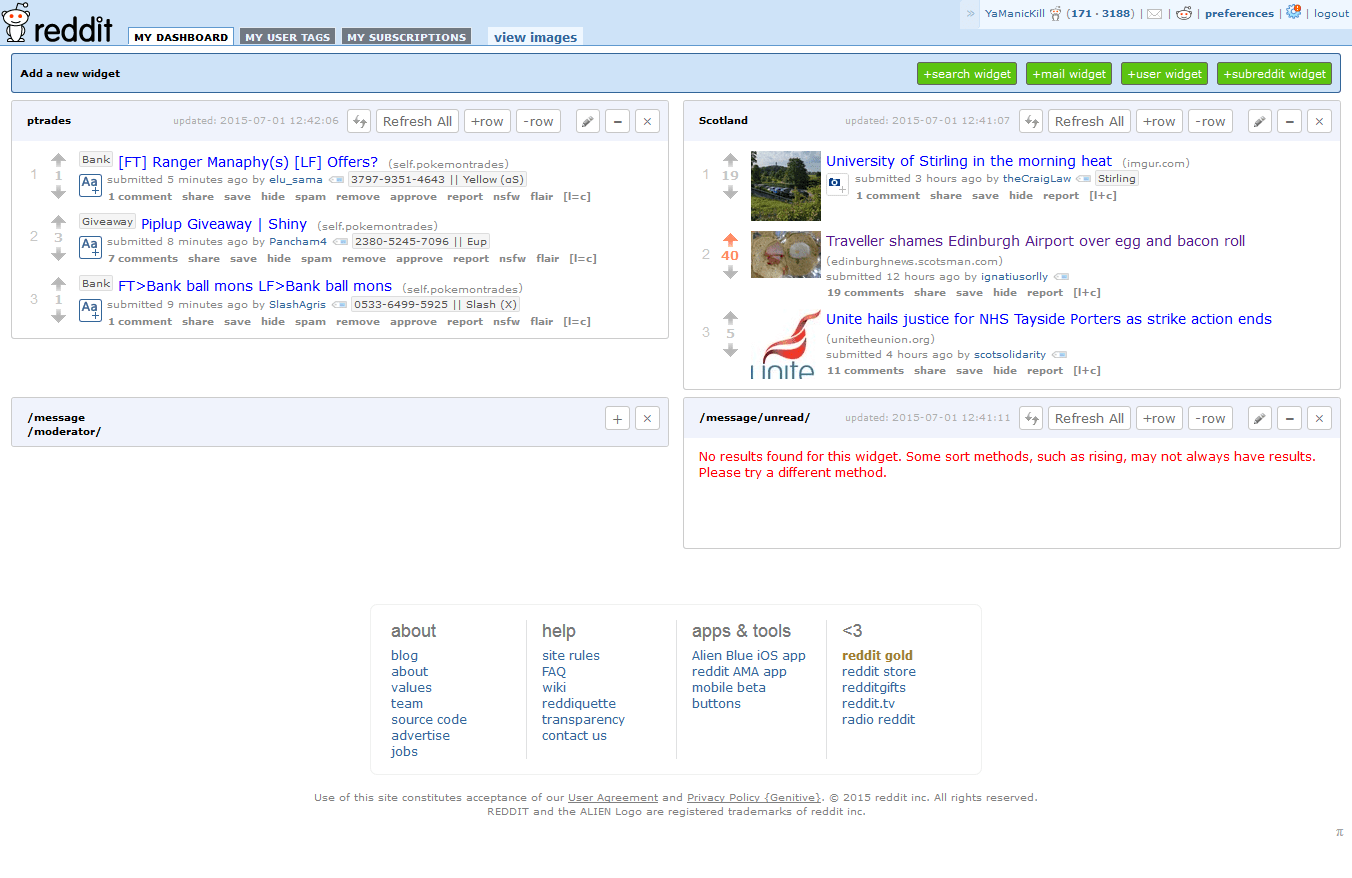 reddit MY DASHBOARD MY USER TAGS MY SUBSCRIPTIONS view images
» YaManicKill (171 · 3188) | | | preferences | | logout
Add a new widget +search widget +mail widget +user widget +subreddit widget
ptrades updated: 2015-07-01 12:42:06 Refresh All +row -row
1 1 Bank [FT] Ranger Manaphy(s) [LF] Offers? (self.pokemontrades)
Aa+ submitted 5 minutes ago by elu_sama 3797-9351-4643 || Yellow (αS)
1 comment share save hide spam remove approve report nsfw flair [l=c]
2 3 Giveaway Piplup Giveaway | Shiny (self.pokemontrades)
Aa+ submitted 8 minutes ago by Pancham4 2380-5245-7096 || Eup
7 comments share save hide spam remove approve report nsfw flair [l=c]
3 1 Bank FT>Bank ball mons LF>Bank ball mons (self.pokemontrades)
Aa+ submitted 9 minutes ago by SlashAgris 0533-6499-5925 || Slash (X)
1 comment share save hide spam remove approve report nsfw flair [l=c]
Scotland updated: 2015-07-01 12:41:07 Refresh All +row -row
1 19 University of Stirling in the morning heat (imgur.com)
submitted 3 hours ago by theCraigLaw Stirling
1 comment share save hide report [l+c]
2 40 Traveller shames Edinburgh Airport over egg and bacon roll
(edinburghnews.scotsman.com)
submitted 12 hours ago by ignatiusorlly
19 comments share save hide report [l+c]
3 5 Unite hails justice for NHS Tayside Porters as strike action ends
(unitetheunion.org)
submitted 4 hours ago by scotsolidarity
unite 11 comments share save hide report [l+c]
/message
/moderator/
/message/unread/ updated: 2015-07-01 12:41:11 Refresh All +row -row
No results found for this widget. Some sort methods, such as rising, may not always have results.
Please try a different method.
about
blog
about
values
team
source code
advertise
jobs
help
site rules
FAQ
wiki
reddiquette
transparency
contact us
apps & tools
Alien Blue iOS app
reddit AMA app
mobile beta
buttons
<3
reddit gold
reddit store
redditgifts
reddit.tv
radio reddit
Use of this site constitutes acceptance of our User Agreement and Privacy Policy {Genitive}. © 2015 reddit inc. All rights reserved.
REDDIT and the ALIEN Logo are registered trademarks of reddit inc.
π